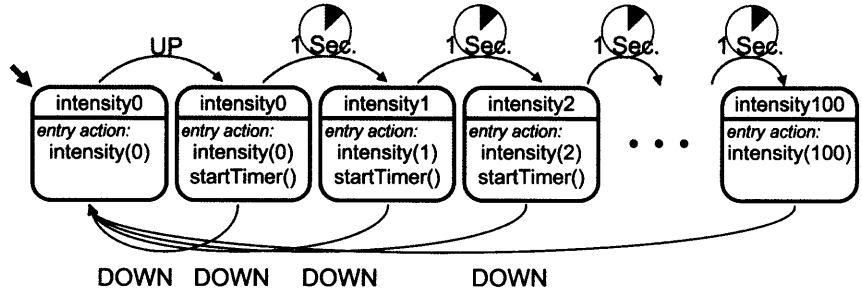 UP
1 Sec.
1 Sec.
1 Sec.
1 Sec.
intensity0
entry action:
intensity(0)
intensity0
entry action:
intensity(0)
startTimer()
intensity1
entry action:
intensity(1)
startTimer()
intensity2
entry action:
intensity(2)
startTimer()
• • •
intensity100
entry action:
intensity(100)
DOWN
DOWN
DOWN
DOWN